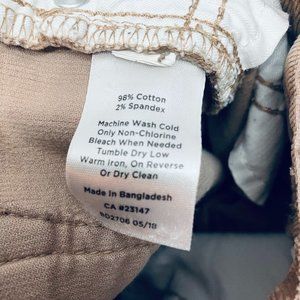 98% Cotton
2% Spandex
Machine Wash Cold
Only Non-Chlorine
Bleach When Needed
Tumble Dry Low
Warm Iron, On Reverse
Or Dry Clean
Made In Bangladesh
CA #23147
BD2706 05/18